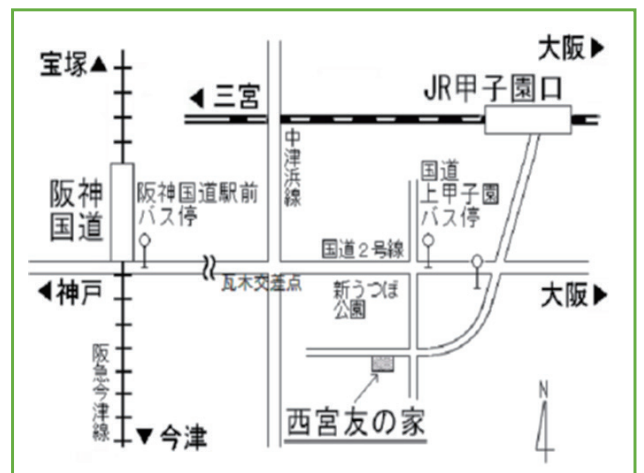 宝塚▲
大阪▶
◀三宮
JR甲子園口
中津浜線
阪神
国道
阪神国道駅前
バス停
国道
上甲子園
バス停
国道2号線
◀神戸
瓦木交差点
新うつぼ
公園
大阪▶
阪急今津線
▼今津
西宮友の家
N